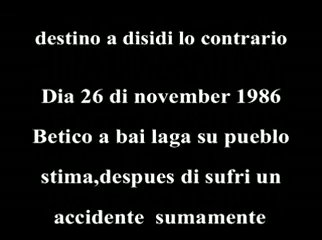 destino a disidi lo contrario
Dia 26 di november 1986
Betico a bai laga su pueblo
stima,despues di sufri un
accidente sumamente